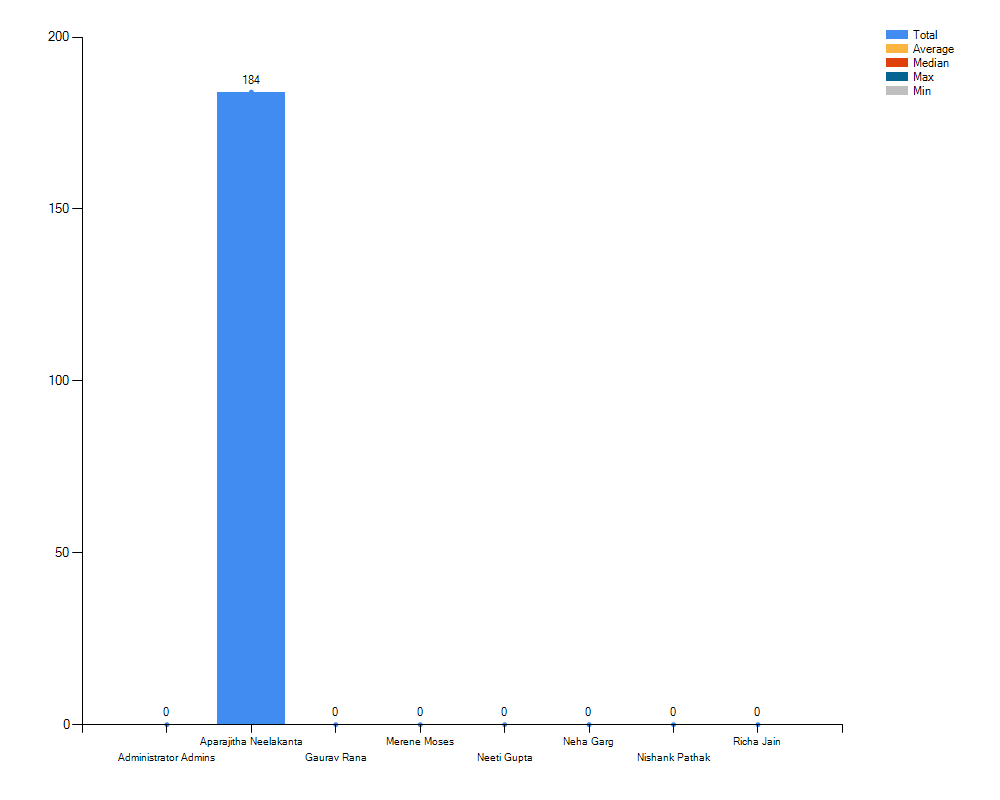 200
150
100
50
0
184
0
0
0
0
0
0
0
Aparajitha Neelakanta
Merene Moses
Neha Garg
Richa Jain
Administrator Admins
Gaurav Rana
Neeti Gupta
Nishank Pathak
Total
Average
Median
Max
Min